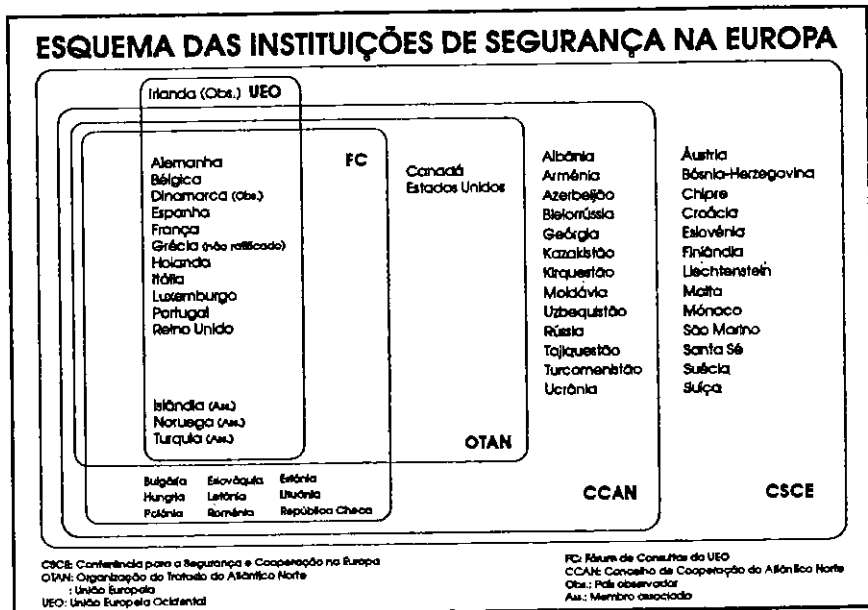 ESQUEMA DAS INSTITUIÇÕES DE SEGURANÇA NA EUROPA
Irlanda (Obs.) UEO
FC
Alemanha
Bélgica
Dinamarca (Obs.)
Espanha
França
Grécia (não ratificado)
Holanda
Itália
Luxemburgo
Portugal
Reino Unido
Islândia (Ass.)
Noruega (Ass.)
Turquia (Ass.)
Canadá
Estados Unidos
OTAN
Bulgária Eslováquia Estónia
Hungria Letónia Lituânia
Polónia Roménia República Checa
Albânia
Arménia
Azerbeijão
Bielorrússia
Geórgia
Kazakistão
Kirquestão
Moldávia
Uzbequistão
Rússia
Tajiquestão
Turcomenistão
Ucrânia
CCAN
Áustria
Bósnia-Herzegovina
Chipre
Croácia
Eslovénia
Finlândia
Liechtenstein
Malta
Mónaco
São Marino
Santa Sé
Suécia
Suíça
CSCE
CSCE: Conferência para a Segurança e Cooperação na Europa
OTAN: Organização do Tratado do Atlântico Norte
: União Europeia
UEO: União Europeia Ocidental
FC: Fórum de Consultas da UEO
CCAN: Concelho de Cooperação do Atlântico Norte
Obs.: País observador
Ass.: Membro associado